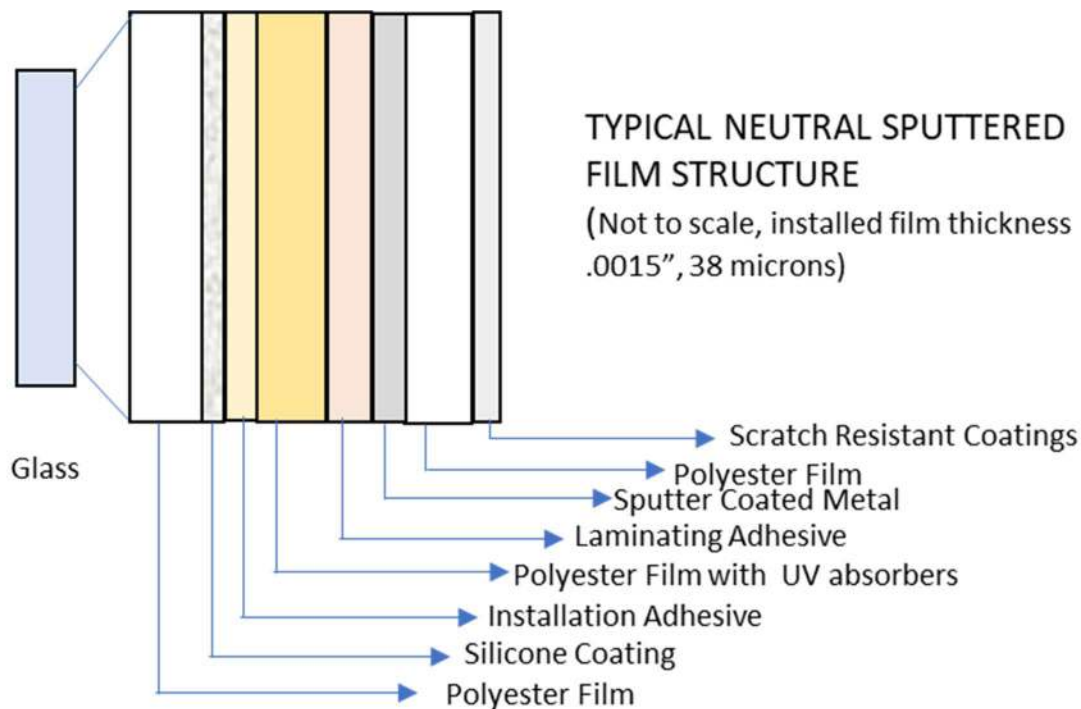 TYPICAL NEUTRAL SPUTTERED
FILM STRUCTURE
(Not to scale, installed film thickness
.0015”, 38 microns)
Glass
Scratch Resistant Coatings
Polyester Film
Sputter Coated Metal
Laminating Adhesive
Polyester Film with UV absorbers
Installation Adhesive
Silicone Coating
Polyester Film